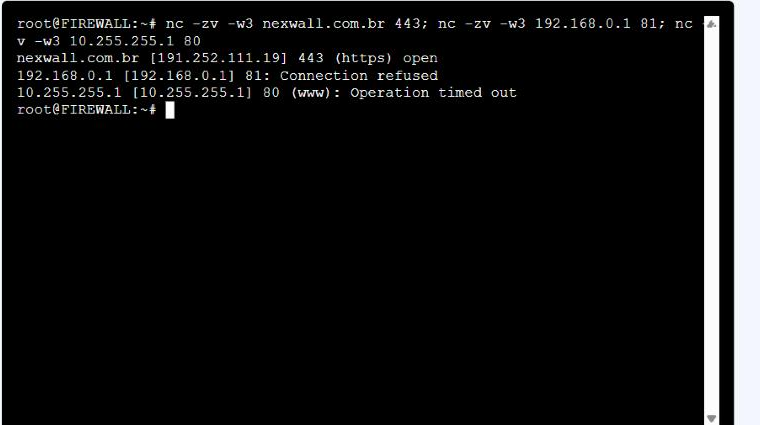 root@FIREWALL:~# nc -zv -w3 nexwall.com.br 443; nc -zv -w3 192.168.0.1 81; nc -
v -w3 10.255.255.1 80
nexwall.com.br [191.252.111.19] 443 (https) open
192.168.0.1 [192.168.0.1] 81: Connection refused
10.255.255.1 [10.255.255.1] 80 (www): Operation timed out
root@FIREWALL:~#